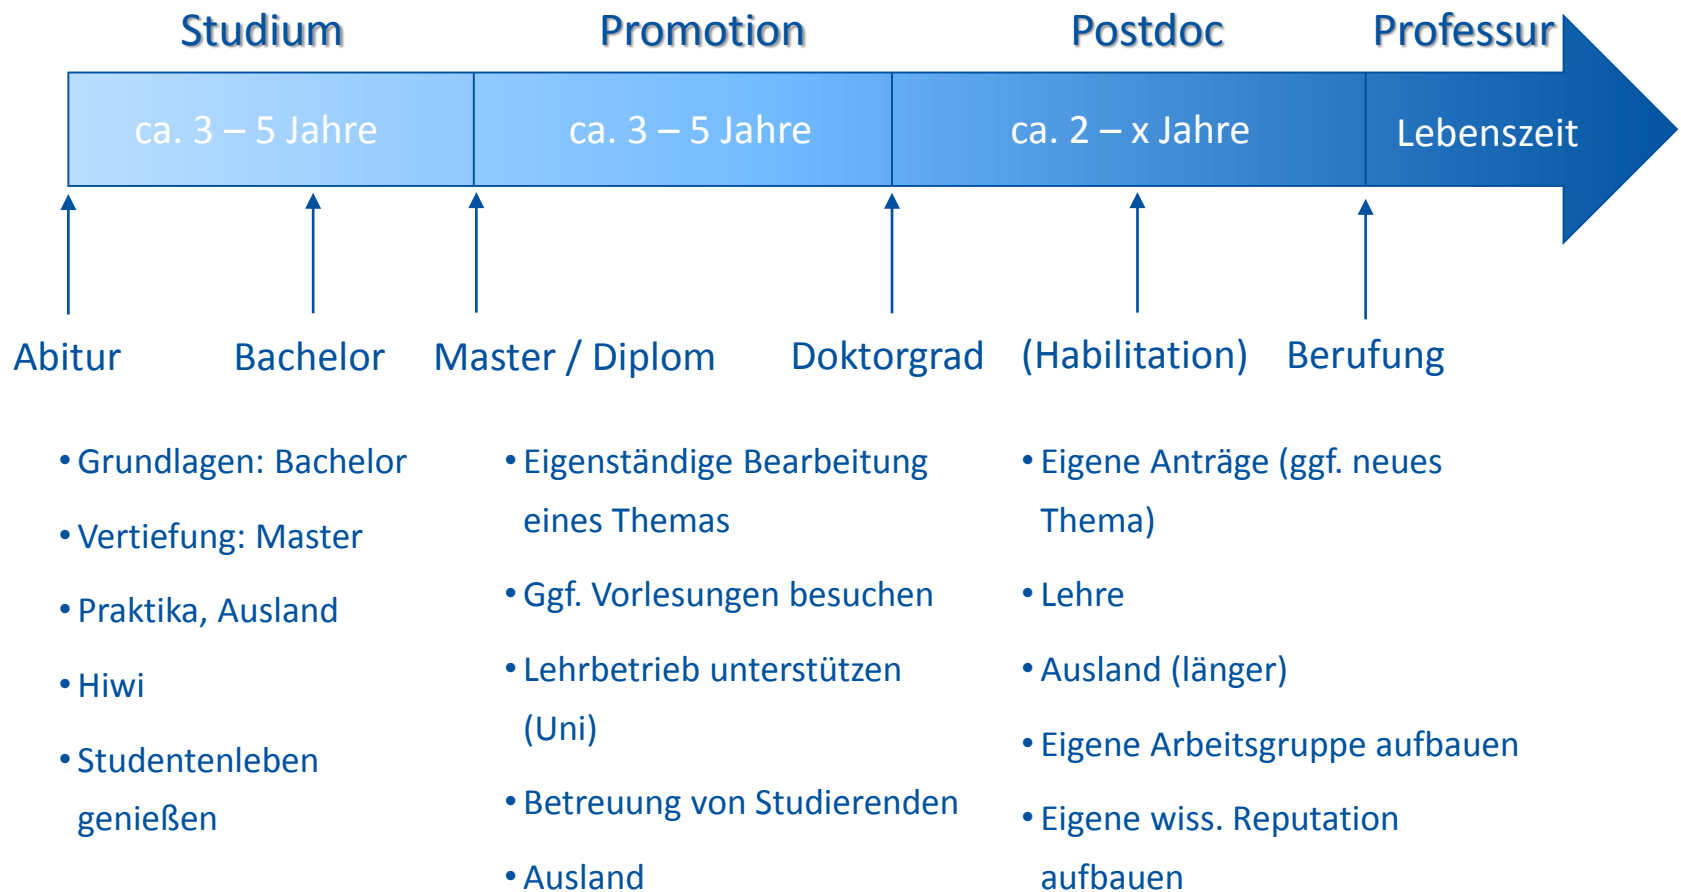 Studium
Promotion
Postdoc
Professur
ca. 3 – 5 Jahre
ca. 3 – 5 Jahre
ca. 2 – x Jahre
Lebenszeit
Abitur
Bachelor
Master / Diplom
Doktorgrad
(Habilitation)
Berufung
• Grundlagen: Bachelor
• Vertiefung: Master
• Praktika, Ausland
• Hiwi
• Studentenleben
genießen
• Eigenständige Bearbeitung
eines Themas
• Ggf. Vorlesungen besuchen
• Lehrbetrieb unterstützen
(Uni)
• Betreuung von Studierenden
• Ausland
• Eigene Anträge (ggf. neues
Thema)
• Lehre
• Ausland (länger)
• Eigene Arbeitsgruppe aufbauen
• Eigene wiss. Reputation
aufbauen